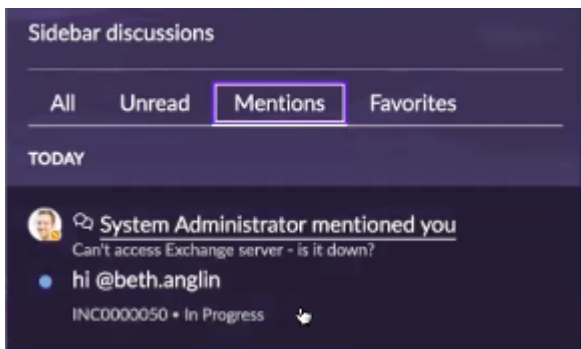 Sidebar discussions
All Unread Mentions Favorites
TODAY
System Administrator mentioned you
Can't access Exchange server - is it down?
hi @beth.anglin
INC0000050 • In Progress